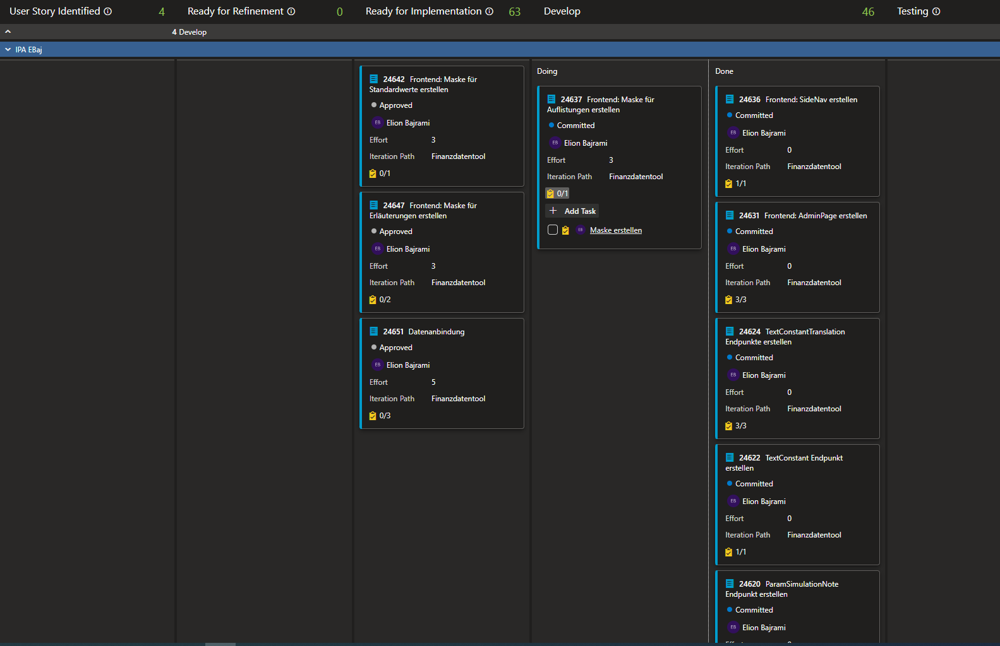 User Story Identified 4 Ready for Refinement 0 Ready for Implementation 63 Develop 46 Testing
4 Develop
IPA EBaj
24642 Frontend: Maske für
Standardwerte erstellen
Approved
EB Elion Bajrami
Effort 3
Iteration Path Finanzdatentool
0/1
24647 Frontend: Maske für
Erläuterungen erstellen
Approved
EB Elion Bajrami
Effort 3
Iteration Path Finanzdatentool
0/2
24651 Datenanbindung
Approved
EB Elion Bajrami
Effort 5
Iteration Path Finanzdatentool
0/3
Doing
24637 Frontend: Maske für
Auflistungen erstellen
Committed
EB Elion Bajrami
Effort 3
Iteration Path Finanzdatentool
0/1
Add Task
EB Maske erstellen
Done
24636 Frontend: SideNav erstellen
Committed
EB Elion Bajrami
Effort 0
Iteration Path Finanzdatentool
1/1
24631 Frontend: AdminPage erstellen
Committed
EB Elion Bajrami
Effort 0
Iteration Path Finanzdatentool
3/3
24624 TextConstantTranslation
Endpunkte erstellen
Committed
EB Elion Bajrami
Effort 0
Iteration Path Finanzdatentool
3/3
24622 TextConstant Endpunkt
erstellen
Committed
EB Elion Bajrami
Effort 0
Iteration Path Finanzdatentool
1/1
24620 ParamSimulationNote
Endpunkt erstellen
Committed
EB Elion Bajrami